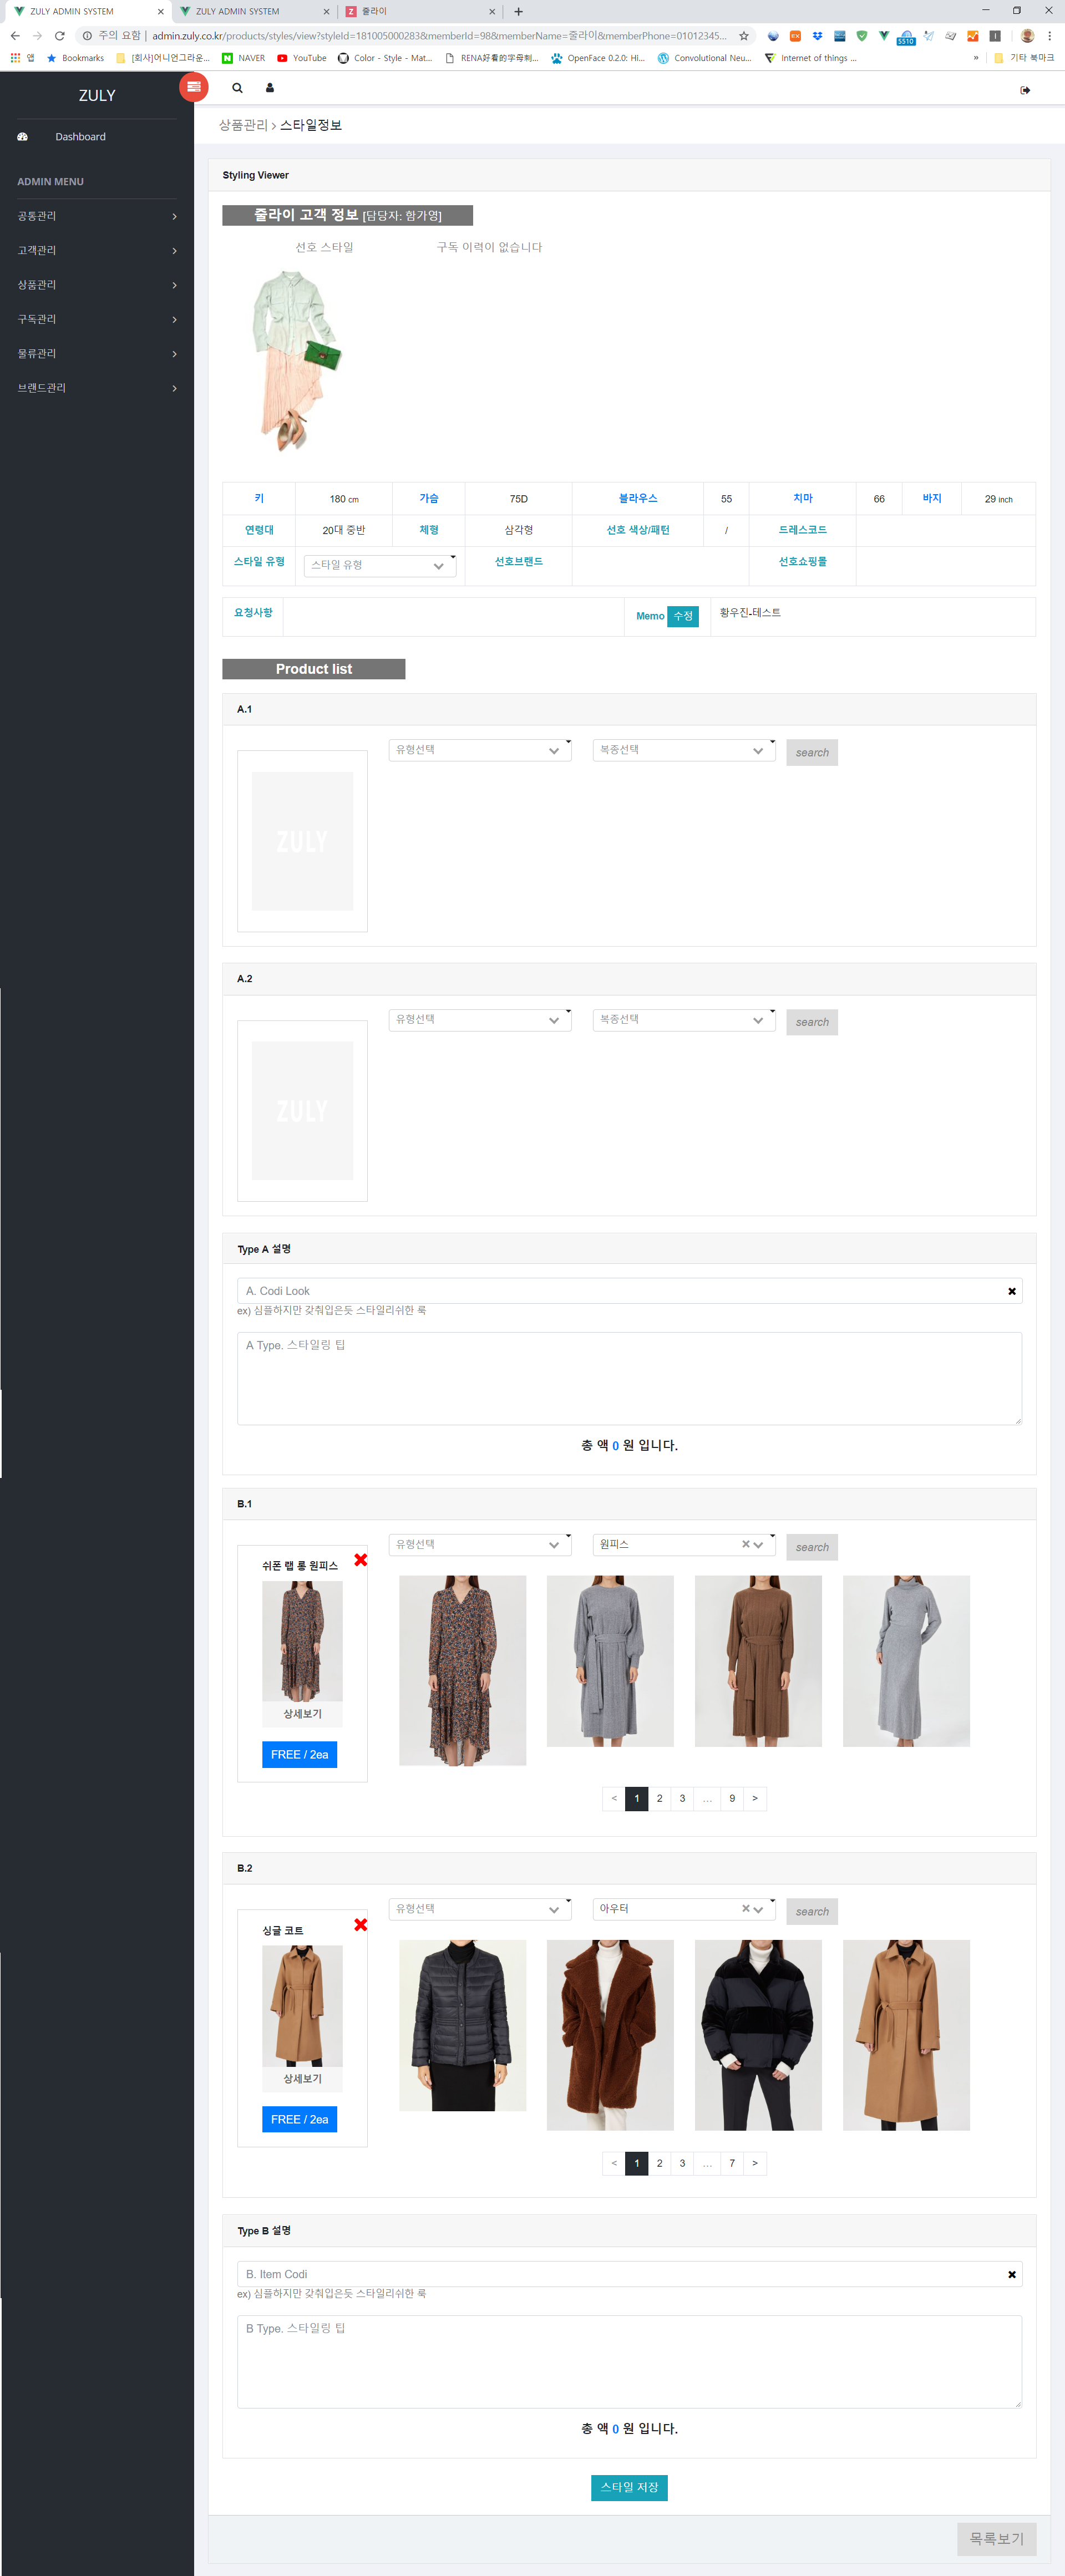 ZULY ADMIN SYSTEM
ZULY ADMIN SYSTEM
Z 줄라이
주의 요함 | admin.zuly.co.kr/products/styles/view?styleId=181005000283&memberId=98&memberName=줄라이&memberPhone=01012345...
5510
앱
Bookmarks
[회사]어니언그라운...
NAVER
YouTube
Color - Style - Mat...
RENA好看的字母刺...
OpenFace 0.2.0: Hi...
Convolutional Neu...
Internet of things ...
»
기타 북마크
ZULY
Dashboard
ADMIN MENU
공통관리
고객관리
상품관리
구독관리
물류관리
브랜드관리
상품관리 > 스타일정보
Styling Viewer
줄라이 고객 정보 [담당자: 함가영]
선호 스타일 구독 이력이 없습니다
키 180 cm 가슴 75D 블라우스 55 치마 66 바지 29 inch
연령대 20대 중반 체형 삼각형 선호 색상/패턴 / 드레스코드
스타일 유형 스타일 유형 선호브랜드 선호쇼핑몰
요청사항 Memo 수정 황우진-테스트
Product list
A.1
유형선택 복종선택 search
ZULY
A.2
유형선택 복종선택 search
ZULY
Type A 설명
A. Codi Look
ex) 심플하지만 갖춰입은듯 스타일리쉬한 룩
A Type. 스타일링 팁
총 액 0 원 입니다.
B.1
유형선택 원피스 search
쉬폰 랩 롱 원피스
상세보기
FREE / 2ea
< 1 2 3 ... 9 >
B.2
유형선택 아우터 search
싱글 코트
상세보기
FREE / 2ea
< 1 2 3 ... 7 >
Type B 설명
B. Item Codi
ex) 심플하지만 갖춰입은듯 스타일리쉬한 룩
B Type. 스타일링 팁
총 액 0 원 입니다.
스타일 저장
목록보기